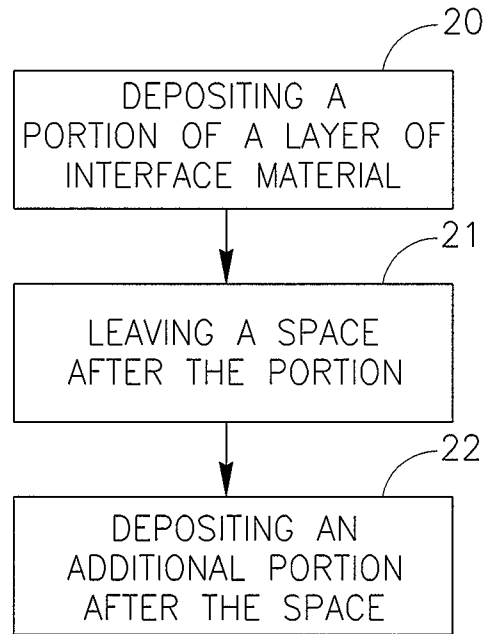 20
DEPOSITING A
PORTION OF A LAYER OF
INTERFACE MATERIAL
21
LEAVING A SPACE
AFTER THE PORTION
22
DEPOSITING AN
ADDITIONAL PORTION
AFTER THE SPACE